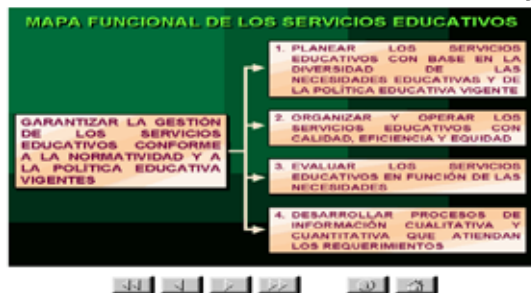 MAPA FUNCIONAL DE LOS SERVICIOS EDUCATIVOS
GARANTIZAR LA GESTIÓN
DE LOS SERVICIOS
EDUCATIVOS CONFORME
A LA NORMATIVIDAD Y A
LA POLÍTICA EDUCATIVA
VIGENTES
1. PLANEAR LOS SERVICIOS
EDUCATIVOS CON BASE EN LA
DIVERSIDAD DE LAS
NECESIDADES EDUCATIVAS Y DE
LA POLÍTICA EDUCATIVA VIGENTE
2. ORGANIZAR Y OPERAR LOS
SERVICIOS EDUCATIVOS CON
CALIDAD, EFICIENCIA Y EQUIDAD
3. EVALUAR LOS SERVICIOS
EDUCATIVOS EN FUNCIÓN DE LAS
NECESIDADES
4. DESARROLLAR PROCESOS DE
INFORMACIÓN CUALITATIVA Y
CUANTITATIVA QUE ATIENDAN
LOS REQUERIMIENTOS